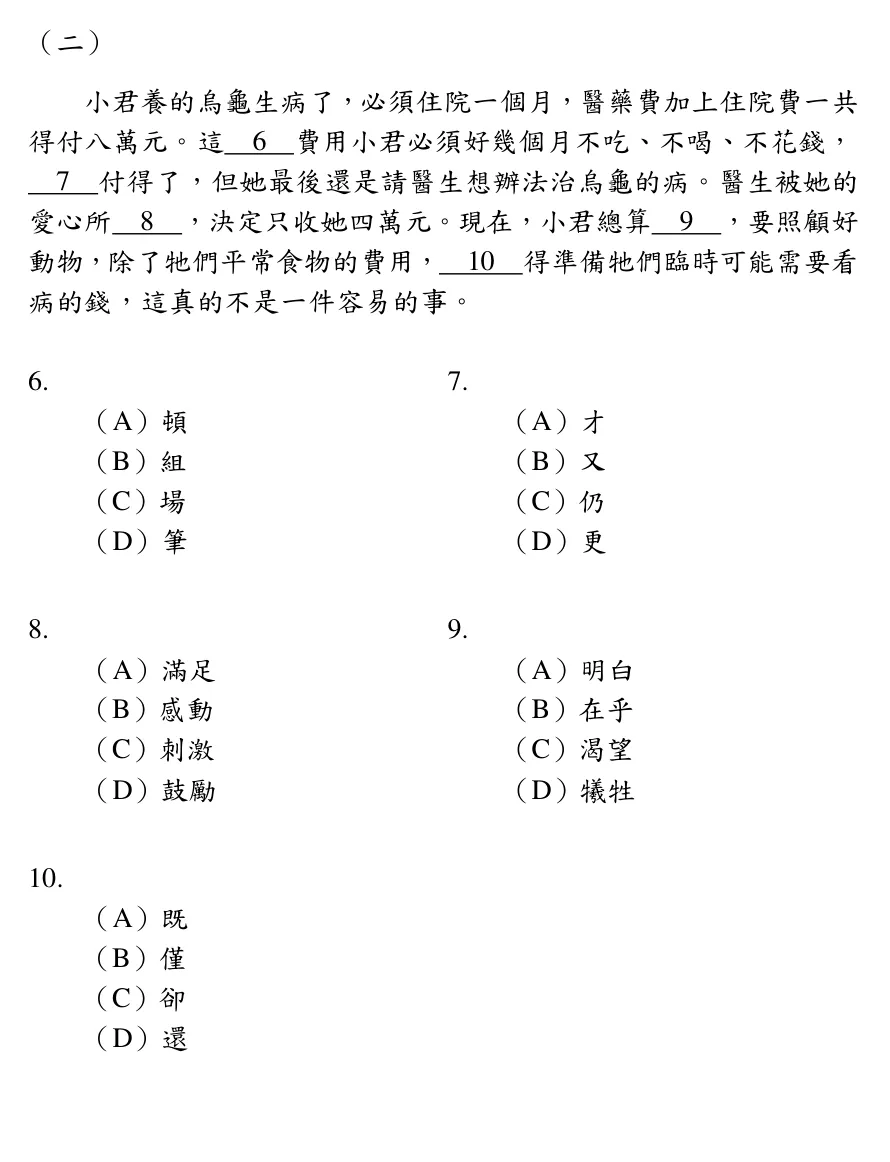 （二）
小君養的烏龜生病了，必須住院一個月，醫藥費加上住院費一共
得付八萬元。這 6 費用小君必須好幾個月不吃、不喝、不花錢，
7 付得了，但她最後還是請醫生想辦法治烏龜的病。醫生被她的
愛心所 8 ，決定只收她四萬元。現在，小君總算 9 ，要照顧好
動物，除了牠們平常食物的費用， 10 得準備牠們臨時可能需要看
病的錢，這真的不是一件容易的事。
6.
（A）頓
（B）組
（C）場
（D）筆
7.
（A）才
（B）又
（C）仍
（D）更
8.
（A）滿足
（B）感動
（C）刺激
（D）鼓勵
9.
（A）明白
（B）在乎
（C）渴望
（D）犧牲
10.
（A）既
（B）僅
（C）卻
（D）還